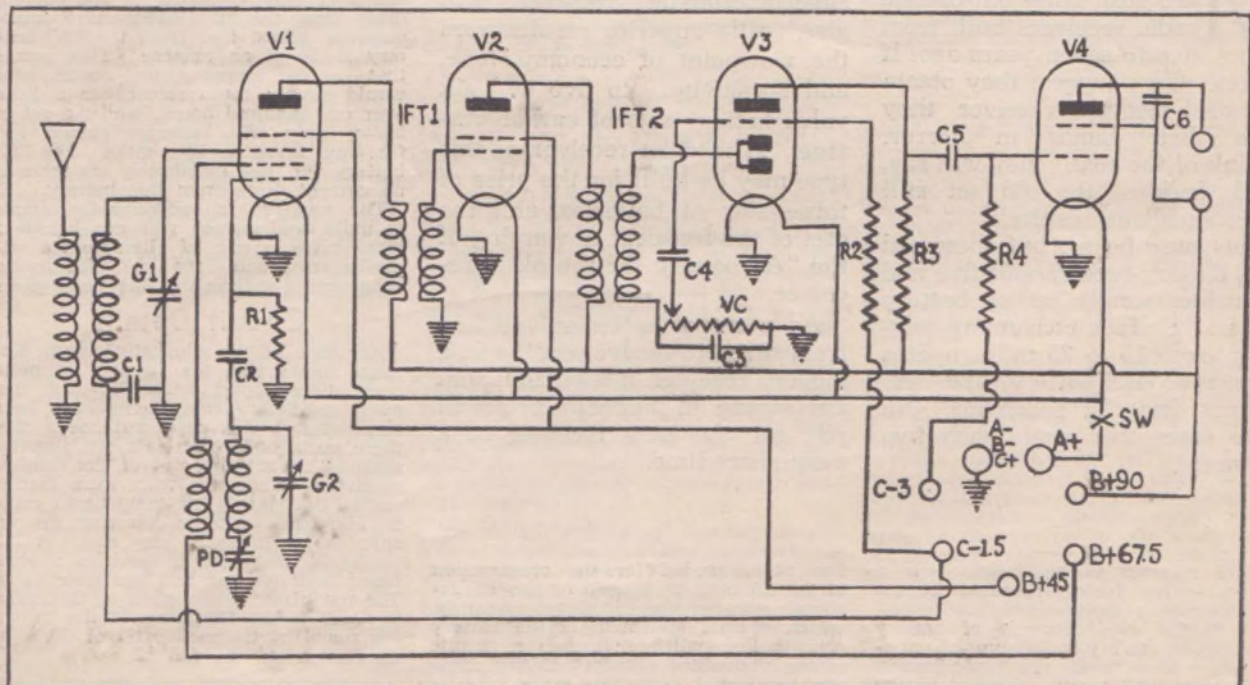 V1
V2
V3
V4
IFT1
IFT2
C6
C5
G1
R1
C4
R2
R3
R4
VC
C1
CR
C3
SW
A-
B-
C+
A+
G2
C-3
B+90
PD
C-1.5
B+67.5
B+45